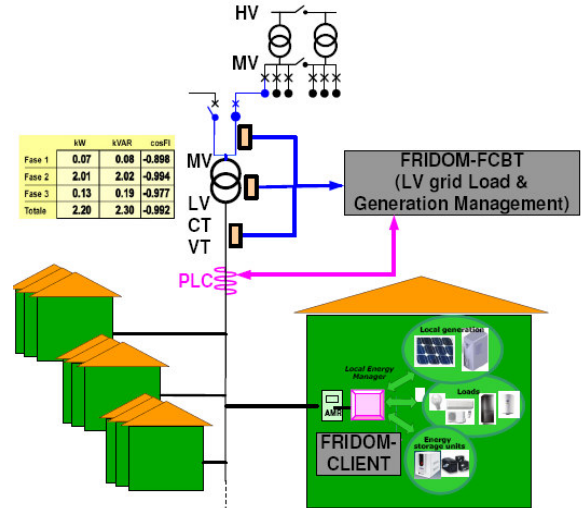 HV
MV
kW kVAR cosFI
Fase 1 0.07 0.08 -0.898
Fase 2 2.01 2.02 -0.994
Fase 3 0.13 0.19 -0.977
Totale 2.20 2.30 -0.992
MV
LV
CT
VT
FRIDOM-FCBT
(LV grid Load &
Generation Management)
PLC
Local generation
Local Energy
Manager
Loads
AMR
FRIDOM-
CLIENT
Energy
storage units